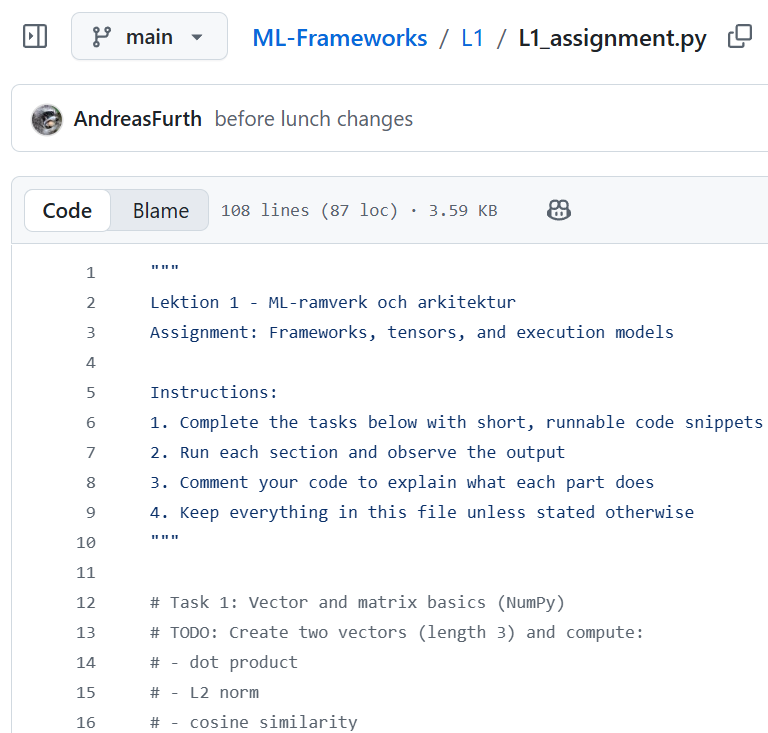 main
ML-Frameworks / L1 / L1_assignment.py
AndreasFurth before lunch changes
Code Blame 108 lines (87 loc) · 3.59 KB
1 """
2 Lektion 1 - ML-ramverk och arkitektur
3 Assignment: Frameworks, tensors, and execution models
4
5 Instructions:
6 1. Complete the tasks below with short, runnable code snippets
7 2. Run each section and observe the output
8 3. Comment your code to explain what each part does
9 4. Keep everything in this file unless stated otherwise
10 """
11
12 # Task 1: Vector and matrix basics (NumPy)
13 # TODO: Create two vectors (length 3) and compute:
14 # - dot product
15 # - L2 norm
16 # - cosine similarity